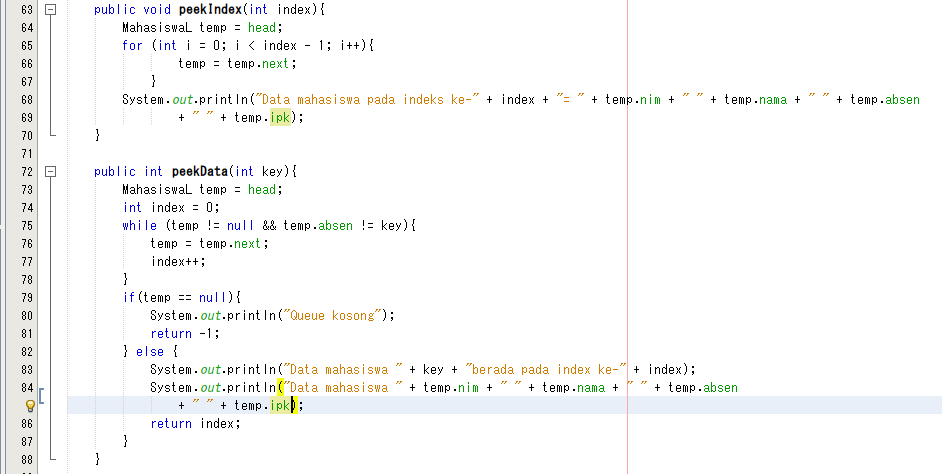 63 public void peekIndex(int index){
64 MahasiswaL temp = head;
65 for (int i = 0; i < index - 1; i++){
66 temp = temp.next;
67 }
68 System.out.println("Data mahasiswa pada indeks ke-" + index + "= " + temp.nim + " " + temp.nama + " " + temp.absen
69 + " " + temp.ipk);
70 }
71
72 public int peekData(int key){
73 MahasiswaL temp = head;
74 int index = 0;
75 while (temp != null && temp.absen != key){
76 temp = temp.next;
77 index++;
78 }
79 if(temp == null){
80 System.out.println("Queue kosong");
81 return -1;
82 } else {
83 System.out.println("Data mahasiswa " + key + "berada pada index ke-" + index);
84 System.out.println("Data mahasiswa " + temp.nim + " " + temp.nama + " " + temp.absen
+ " " + temp.ipk);
86 return index;
87 }
88 }